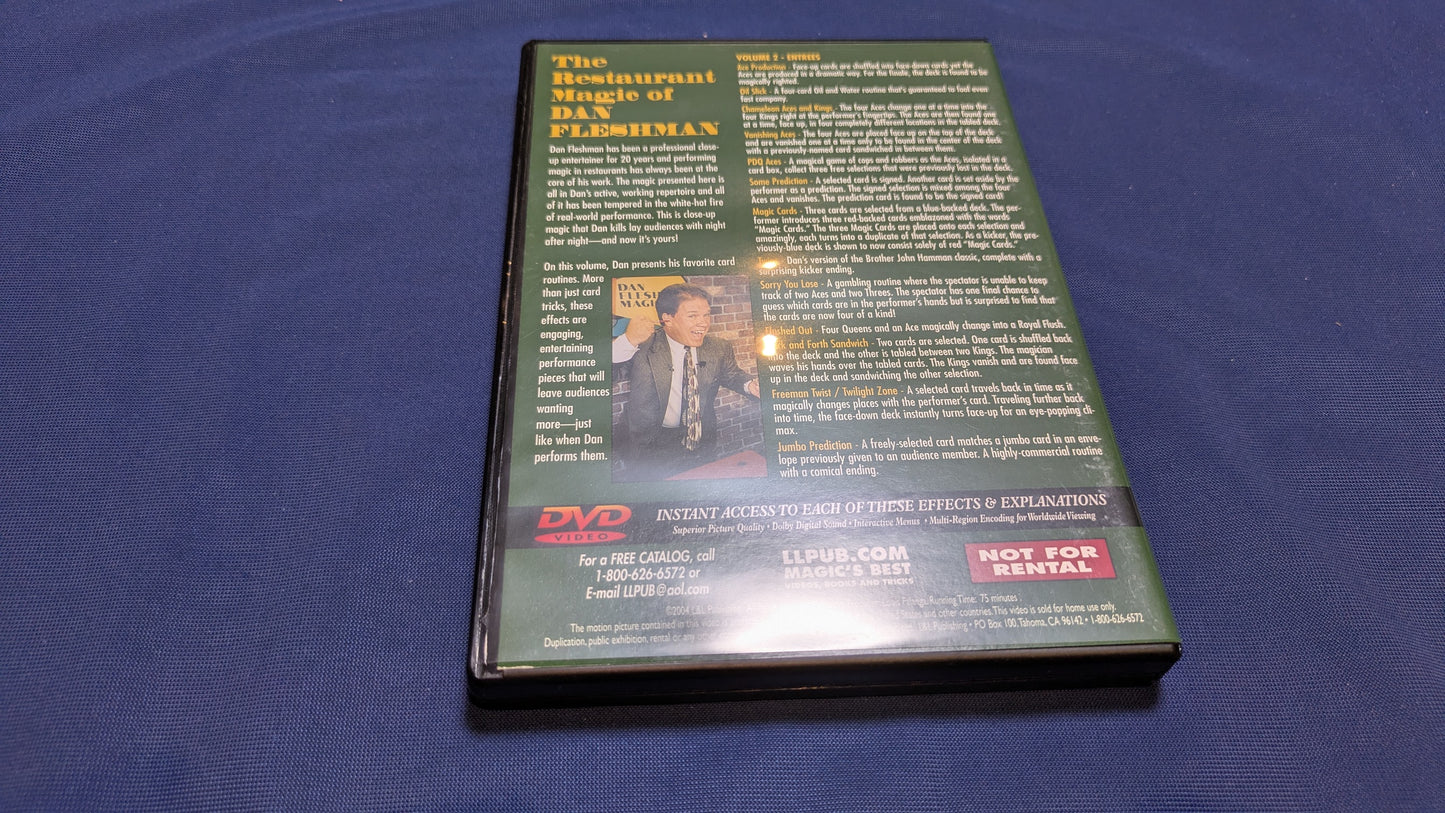 The
Restaurant
Magic of
DAN
FLESHMAN
Dan Fleshman has been a professional close-
up entertainer for 20 years and performing
magic in restaurants has always been at the
core of his work. The magic presented here is
all in Dan's active, working repertoire and all
of it has been tempered in the white-hot fire
of real-world performance. This is close-up
magic that Dan kills lay audiences with night
after night—and now it's yours!
On this volume, Dan presents his favorite card
routines. More
than just card
tricks, these
effects are
engaging,
entertaining
performance
pieces that will
leave audiences
wanting
more—just
like when Dan
performs them.
DAN
FLESH
MAGI
VOLUME 2 - ENTREES
Ace Production - Face-up cards are shuffled into face-down cards yet the
Aces are produced in a dramatic way. For the finale, the deck is found to be
magically righted.
Oil Slick - A four-card Oil and Water routine that's guaranteed to fool even
fast company.
Chameleon Aces and Kings - The four Aces change one at a time into the
four Kings right at the performer's fingertips. The Aces are then found one
at a time, face up, in four completely different locations in the tabled deck.
Vanishing Aces - The four Aces are placed face up on the top of the deck
and are vanished one at a time only to be found in the center of the deck
with a previously-named card sandwiched in between them.
PDQ Aces - A magical game of cops and robbers as the Aces, isolated in a
card box, collect three free selections that were previously lost in the deck.
Some Prediction - A selected card is signed. Another card is set aside by the
performer as a prediction. The signed selection is mixed among the four
Aces and vanishes. The prediction card is found to be the signed card!
Magic Cards - Three cards are selected from a blue-backed deck. The per-
former introduces three red-backed cards emblazoned with the words
"Magic Cards." The three Magic Cards are placed onto each selection and
amazingly, each turns into a duplicate of that selection. As a kicker, the pre-
viously-blue deck is shown to now consist solely of red "Magic Cards."
- Dan's version of the Brother John Hamman classic, complete with a
surprising kicker ending.
Sorry You Lose - A gambling routine where the spectator is unable to keep
track of two Aces and two Threes. The spectator has one final chance to
guess which cards are in the performer's hands but is surprised to find that
the cards are now four of a kind!
Flushed Out - Four Queens and an Ace magically change into a Royal Flush.
and Forth Sandwich - Two cards are selected. One card is shuffled back
into the deck and the other is tabled between two Kings. The magician
waves his hands over the tabled cards. The Kings vanish and are found face
up in the deck and sandwiching the other selection.
Freeman Twist / Twilight Zone - A selected card travels back in time as it
magically changes places with the performer's card. Traveling further back
into time, the face-down deck instantly turns face-up for an eye-popping cli-
max.
Jumbo Prediction - A freely-selected card matches a jumbo card in an enve-
lope previously given to an audience member. A highly-commercial routine
with a comical ending.
DVD
VIDEO
INSTANT ACCESS TO EACH OF THESE EFFECTS & EXPLANATIONS
Superior Picture Quality • Dolby Digital Sound • Interactive Menus • Multi-Region Encoding for Worldwide Viewing
For a FREE CATALOG, call
1-800-626-6572 or
E-mail LLPUB@aol.com
LLPUB.COM
MAGIC'S BEST
VIDEOS, BOOKS AND TRICKS
NOT FOR
RENTAL
©2004 L&L Publishing. Running Time: 75 minutes
The motion picture contained in this video is States and other countries. This video is sold for home use only.
Duplication, public exhibition, rental or any other L&L Publishing • PO Box 100, Tahoma, CA 96142 • 1-800-626-6572